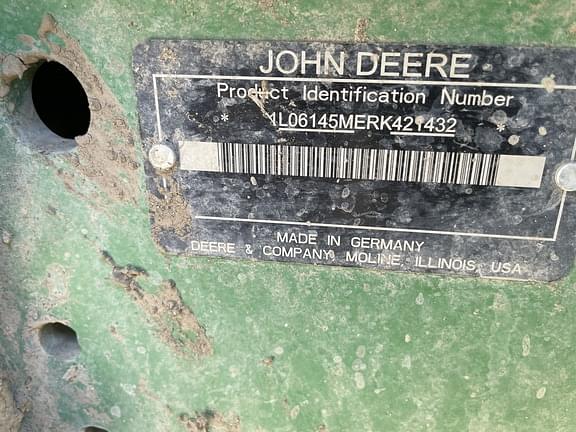 JOHN DEERE
Product Identification Number
* 1L06145MERK421432 *
MADE IN GERMANY
DEERE & COMPANY MOLINE, ILLINOIS, USA